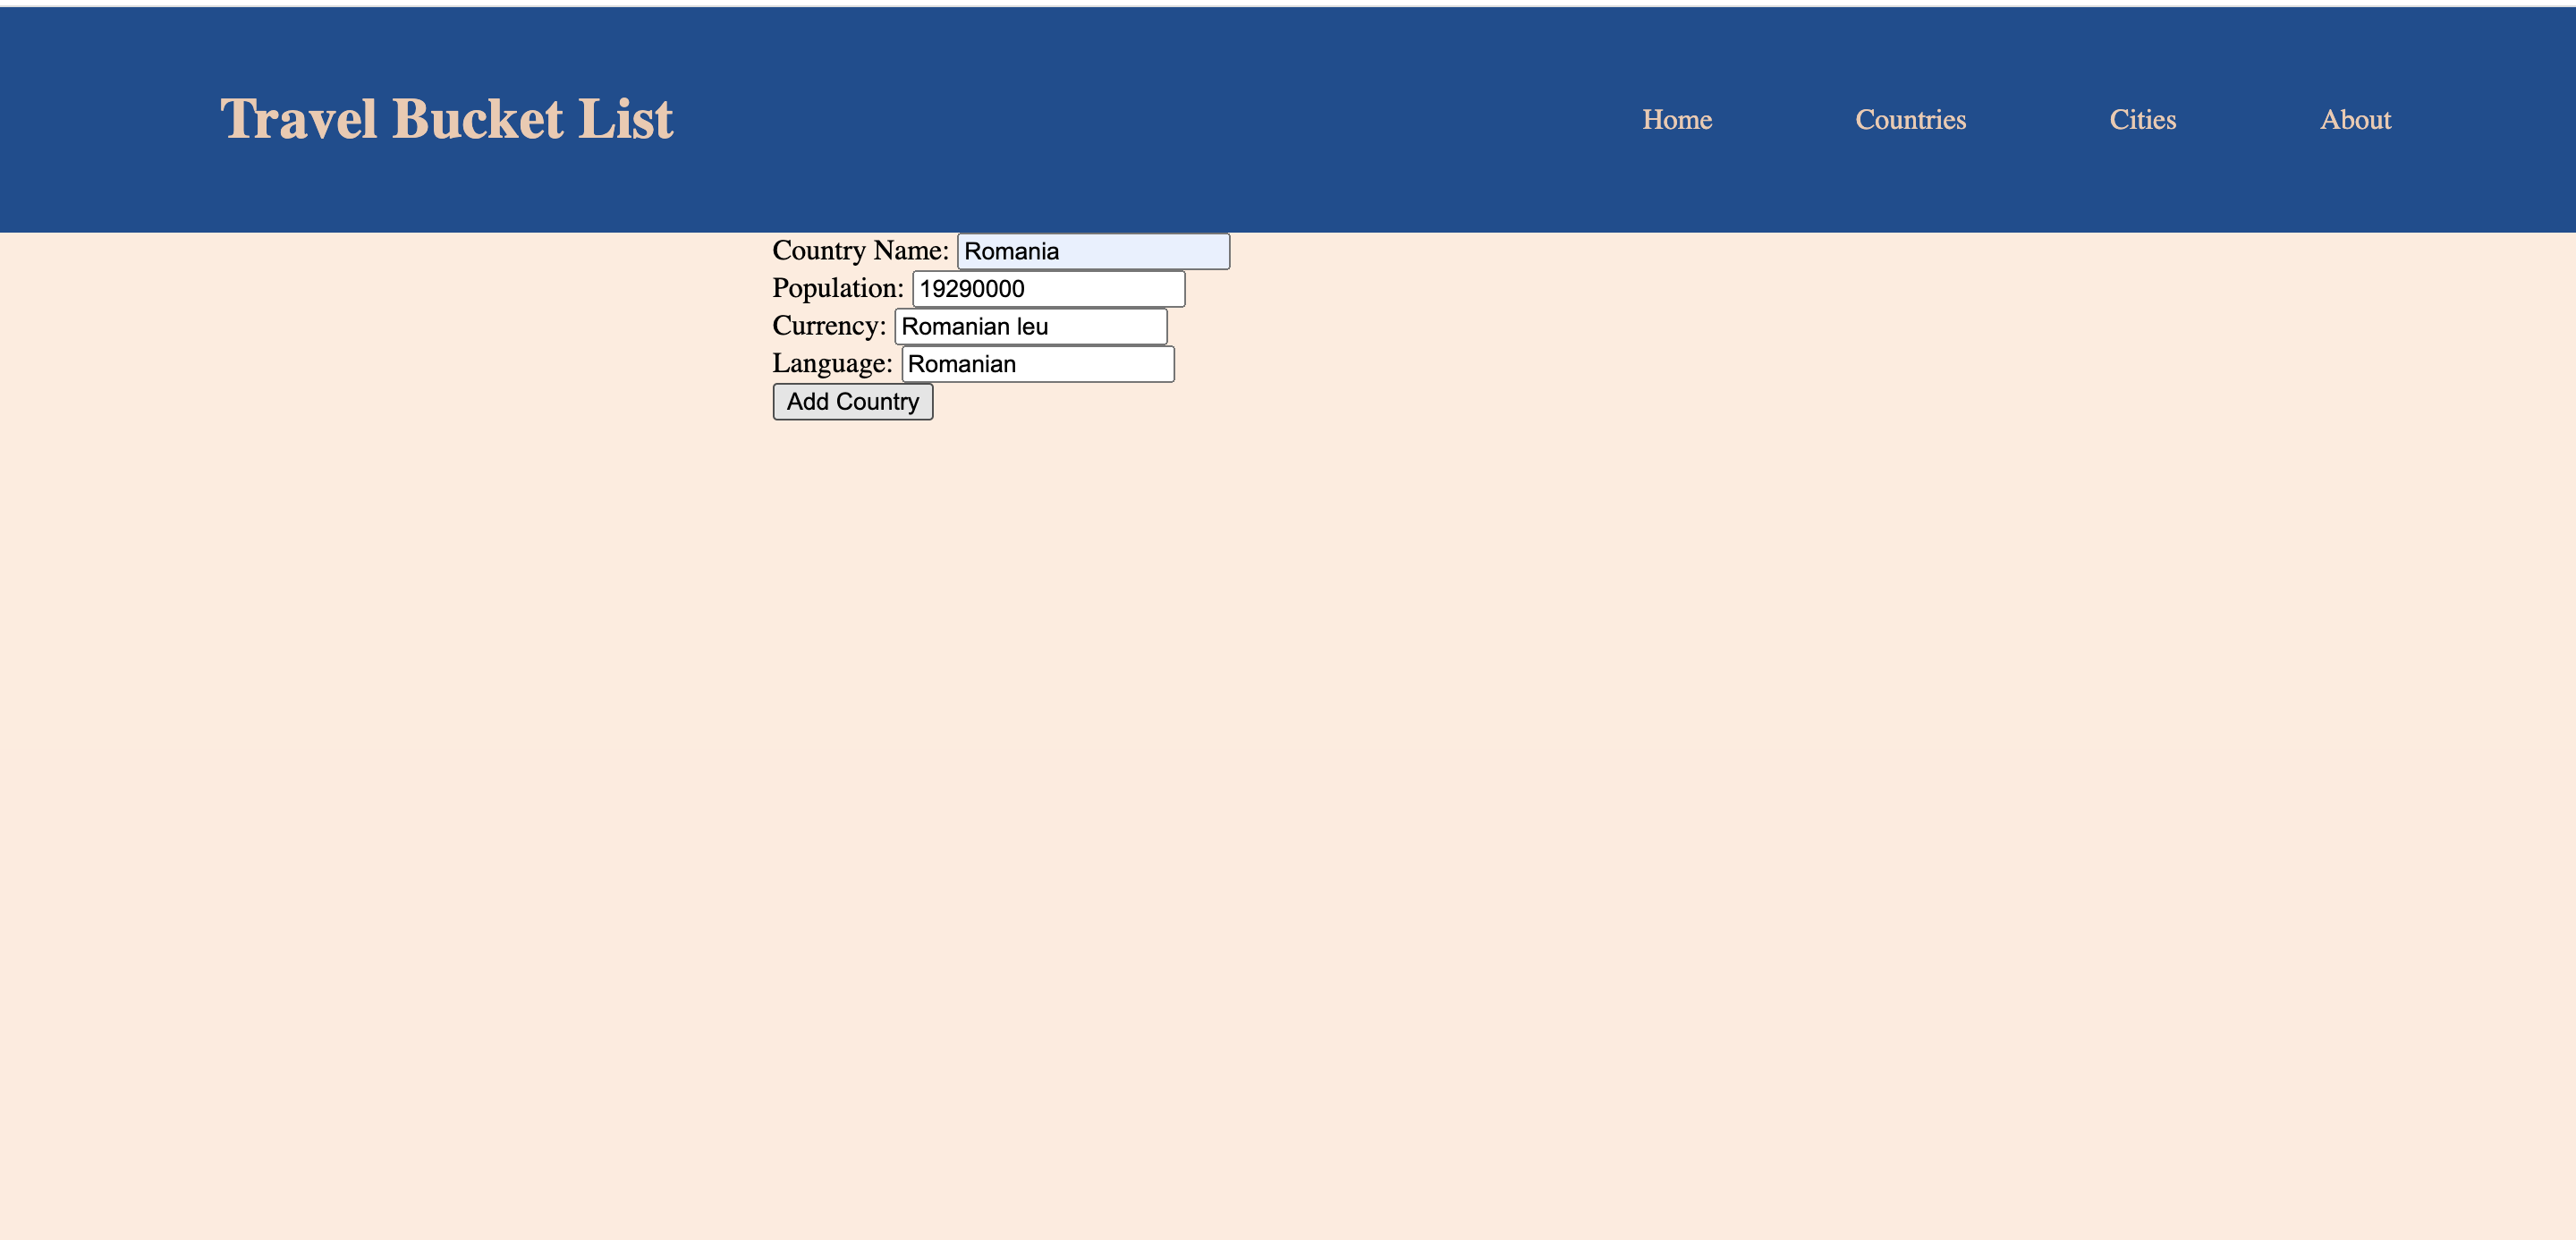 Travel Bucket List
Home Countries Cities About
Country Name: Romania
Population: 19290000
Currency: Romanian leu
Language: Romanian
Add Country